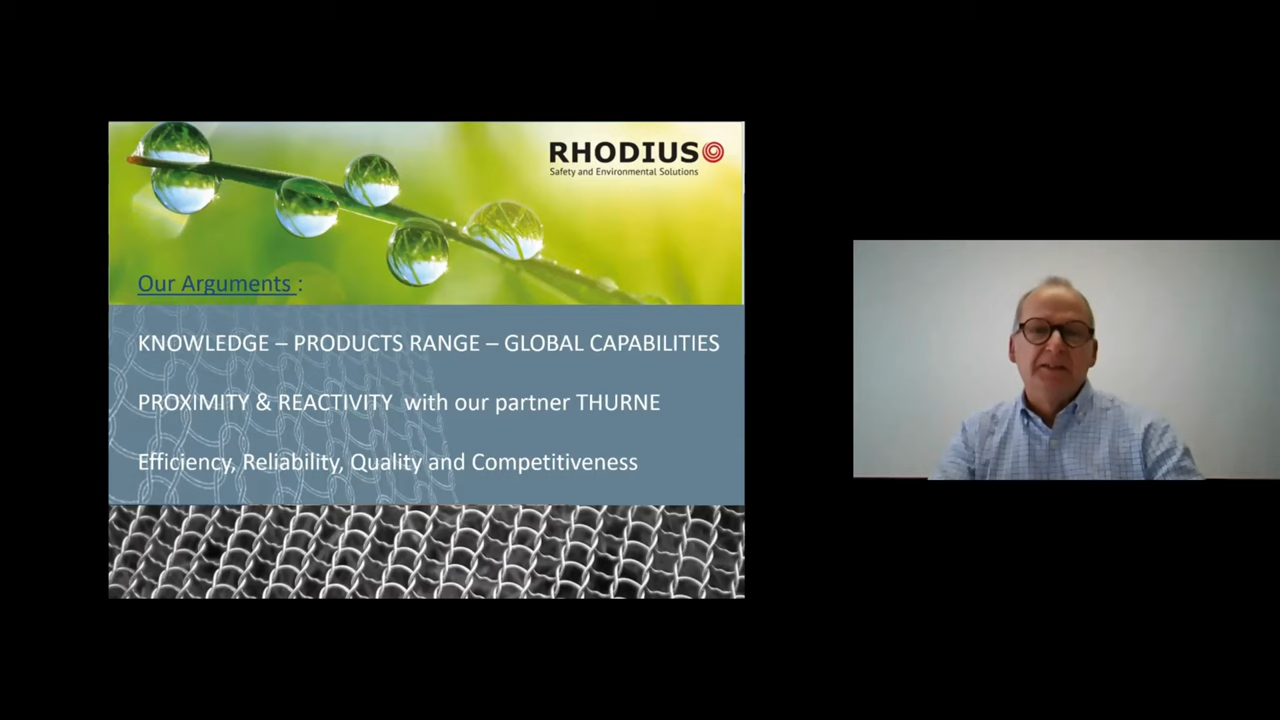 RHODIUS
Safety and Environmental Solutions
Our Arguments :
KNOWLEDGE – PRODUCTS RANGE – GLOBAL CAPABILITIES
PROXIMITY & REACTIVITY with our partner THURNE
Efficiency, Reliability, Quality and Competitiveness